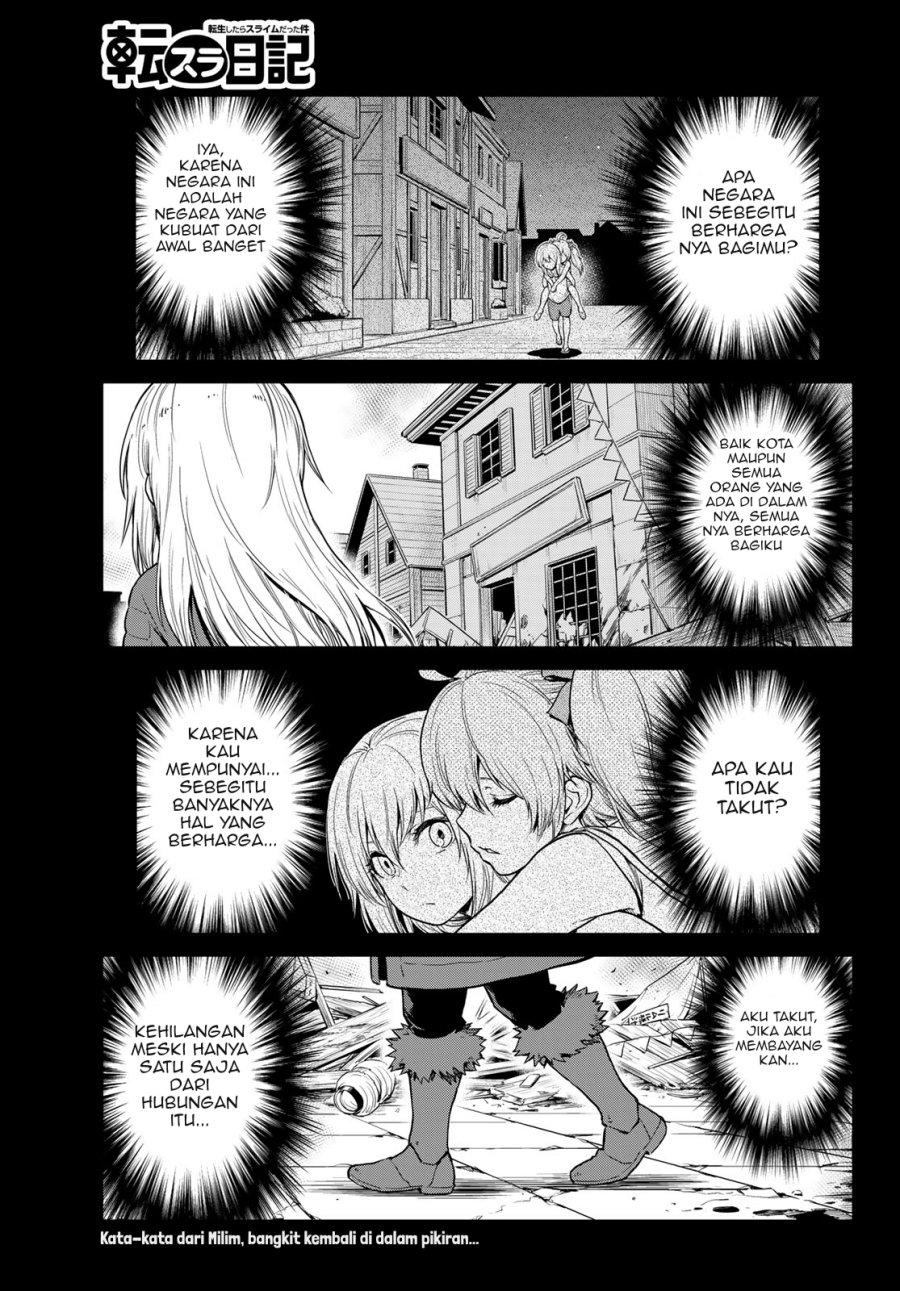 転生したらスライムだった件
転スラ日記
APA
NEGARA
INI SEBEGITU
BERHARGA
NYA BAGIMU?
IYA,
KARENA
NEGARA INI
ADALAH
NEGARA YANG
KUBUAT DARI
AWAL BANGET
BAIK KOTA
MAUPUN
SEMUA
ORANG YANG
ADA DI DALAM
NYA, SEMUA
NYA BERHARGA
BAGIKU
APA KAU
TIDAK
TAKUT?
KARENA
KAU
MEMPUNYAI...
SEBEGITU
BANYAKNYA
HAL YANG
BERHARGA...
AKU TAKUT,
JIKA AKU
MEMBAYANG
KAN...
KEHILANGAN
MESKI HANYA
SATU SAJA
DARI
HUBUNGAN
ITU...
Kata-kata dari Milim, bangkit kembali di dalam pikiran...